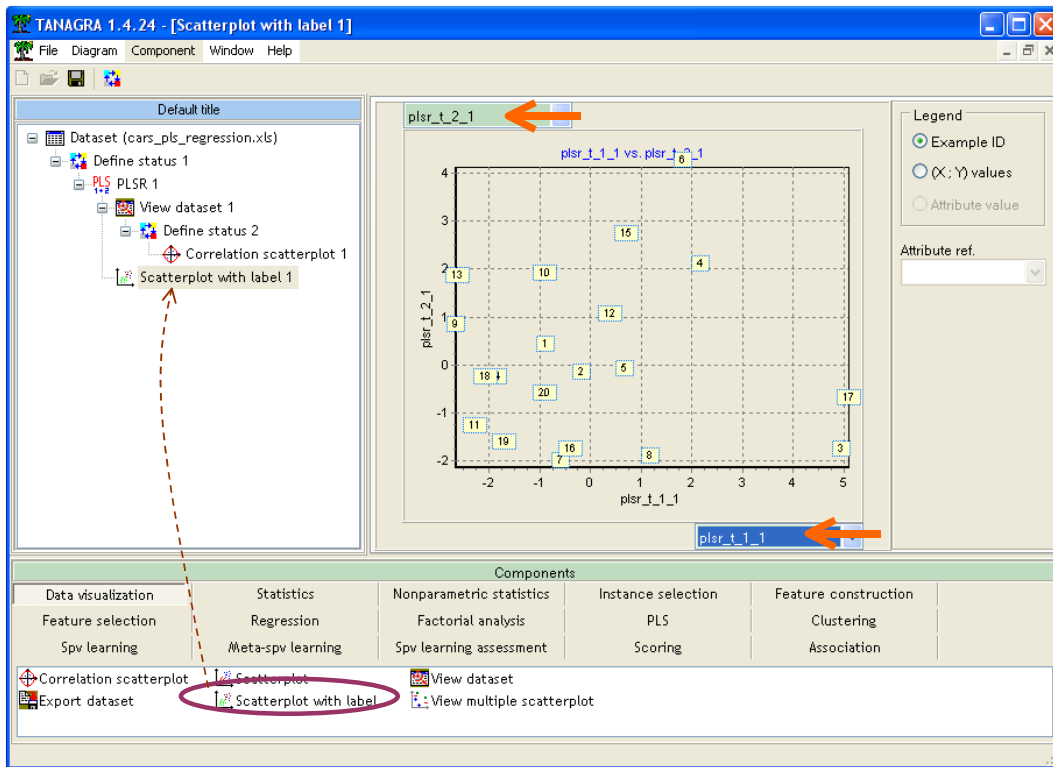 TANAGRA 1.4.24 - [Scatterplot with label 1]
File Diagram Component Window Help
Default title
Dataset (cars_pls_regression.xls)
Define status 1
PLS 1+2 PLSR 1
View dataset 1
Define status 2
Correlation scatterplot 1
Scatterplot with label 1
plsr_t_2_1
plsr_t_1_1 vs. plsr_t_2_1
6
4
3
15
4
2
13
10
12
1
9
1
plsr_t_2_1
0
2
5
18
20
17
-1
11
19
16
3
7
8
-2
-2 -1 0 1 2 3 4 5
plsr_t_1_1
plsr_t_1_1
Legend
Example ID
(X ; Y) values
Attribute value
Attribute ref.
Components
Data visualization Statistics Nonparametric statistics Instance selection Feature construction
Feature selection Regression Factorial analysis PLS Clustering
Spv learning Meta-spv learning Spv learning assessment Scoring Association
Correlation scatterplot Scatterplot View dataset
Export dataset Scatterplot with label View multiple scatterplot